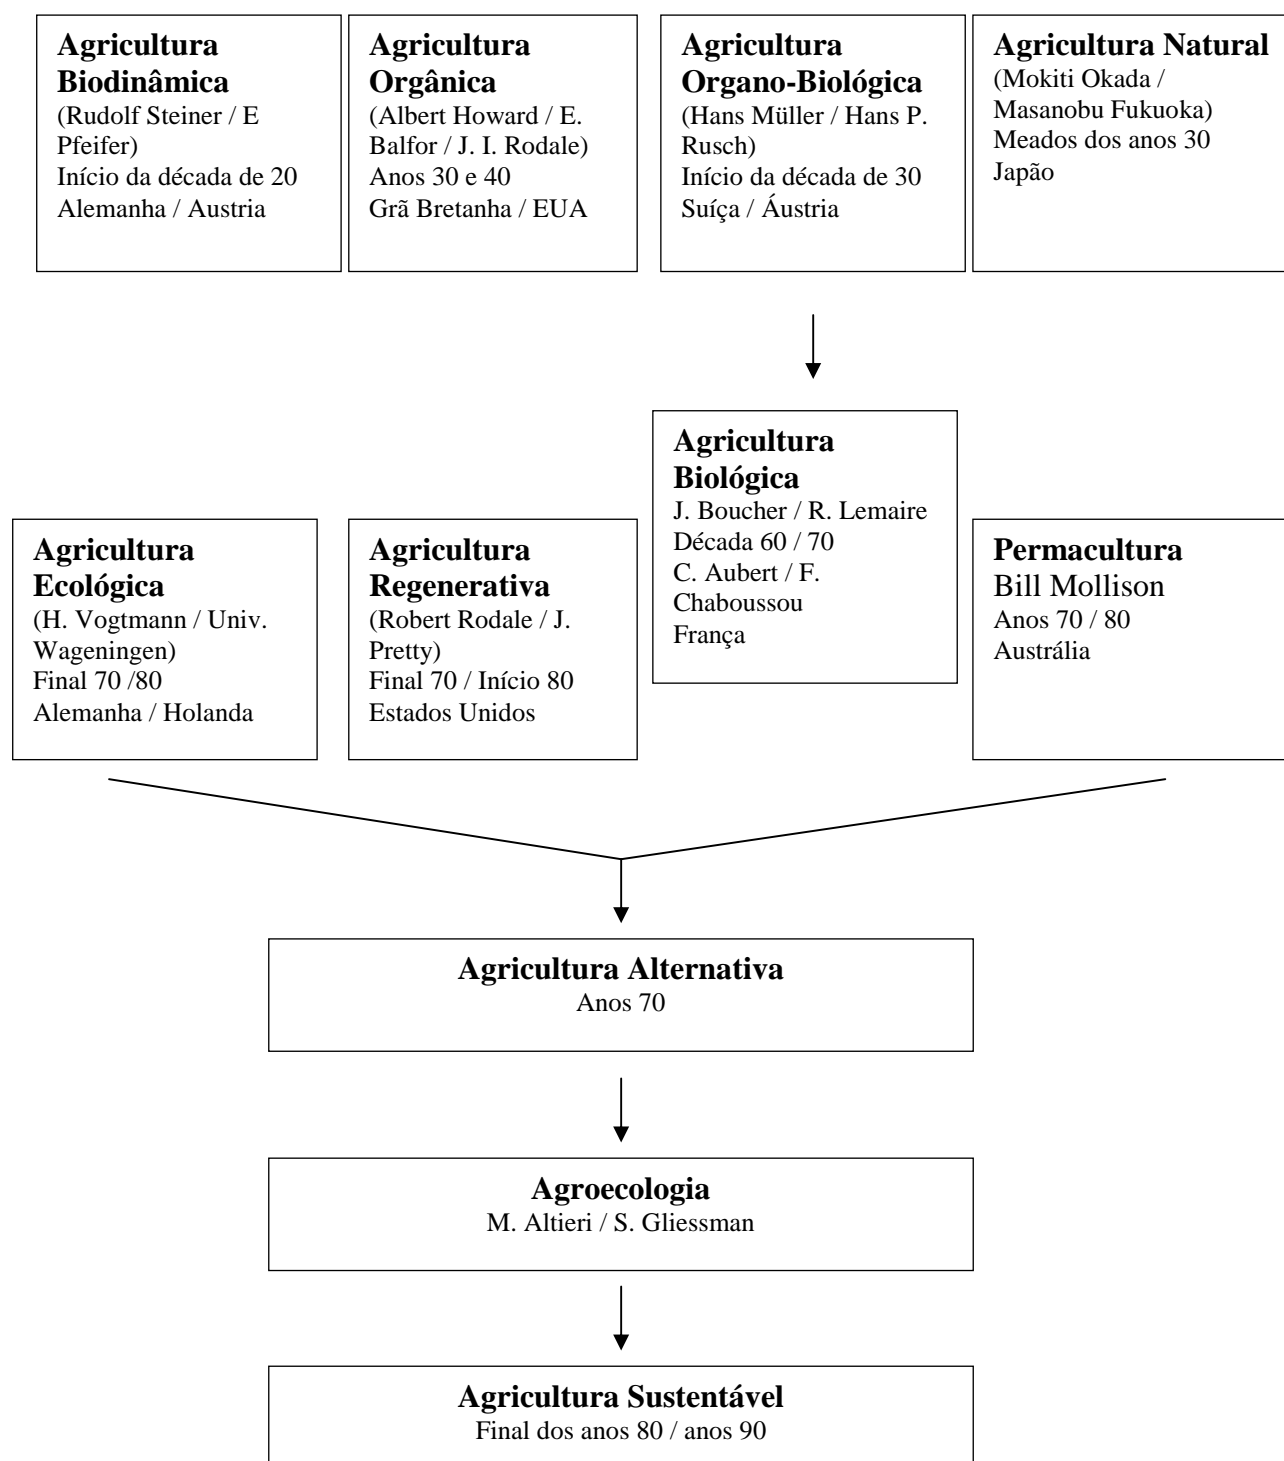 Agricultura
Biodinâmica
(Rudolf Steiner / E
Pfeifer)
Início da década de 20
Alemanha / Austria
Agricultura
Orgânica
(Albert Howard / E.
Balfor / J. I. Rodale)
Anos 30 e 40
Grã Bretanha / EUA
Agricultura
Organo-Biológica
(Hans Müller / Hans P.
Rusch)
Início da década de 30
Suíça / Áustria
Agricultura Natural
(Mokiti Okada /
Masanobu Fukuoka)
Meados dos anos 30
Japão
Agricultura
Ecológica
(H. Vogtmann / Univ.
Wageningen)
Final 70 /80
Alemanha / Holanda
Agricultura
Regenerativa
(Robert Rodale / J.
Pretty)
Final 70 / Início 80
Estados Unidos
Agricultura
Biológica
J. Boucher / R. Lemaire
Década 60 / 70
C. Aubert / F.
Chaboussou
França
Permacultura
Bill Mollison
Anos 70 / 80
Austrália
Agricultura Alternativa
Anos 70
Agroecologia
M. Altieri / S. Gliessman
Agricultura Sustentável
Final dos anos 80 / anos 90